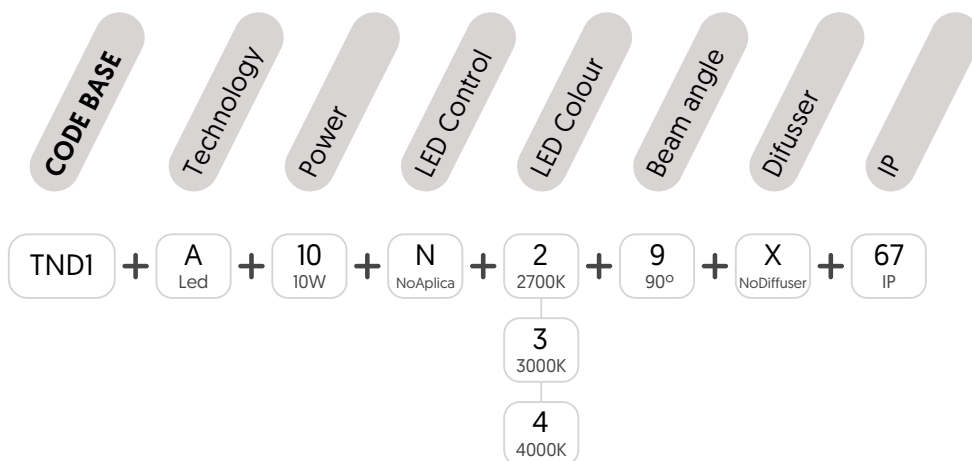 CODE BASE
Technology
Power
LED Control
LED Colour
Beam angle
Difusser
IP
TND1 + A + 10 + N + 2 + 9 + X + 67
Led 10W NoAplica 2700K 90º NoDiffuser IP
3
3000K
4
4000K